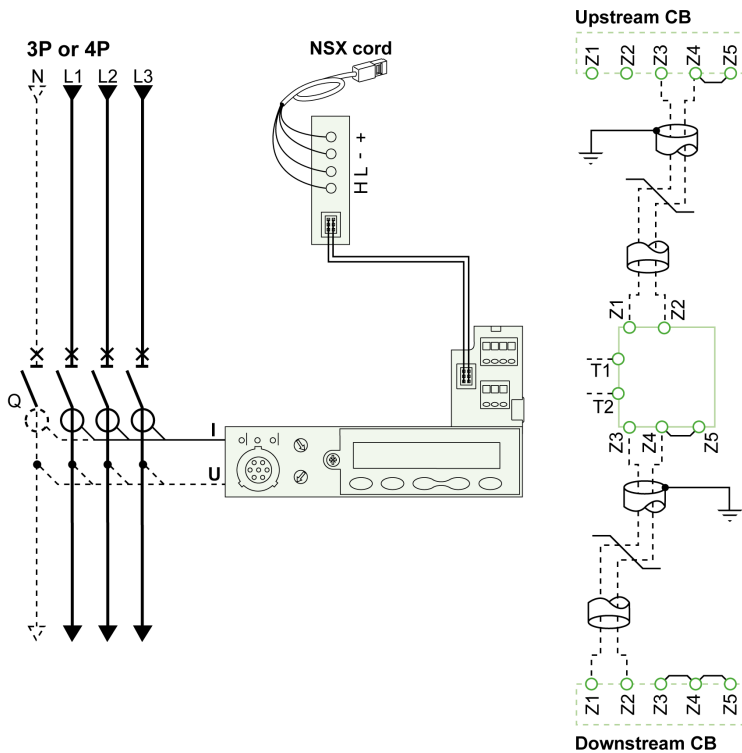 Upstream CB
Z1 Z2 Z3 Z4 Z5
3P or 4P
N L1 L2 L3
NSX cord
H L - +
Z1 Z2
T1
T2
Q
I
U
Z3 Z4 Z5
Z1 Z2 Z3 Z4 Z5
Downstream CB